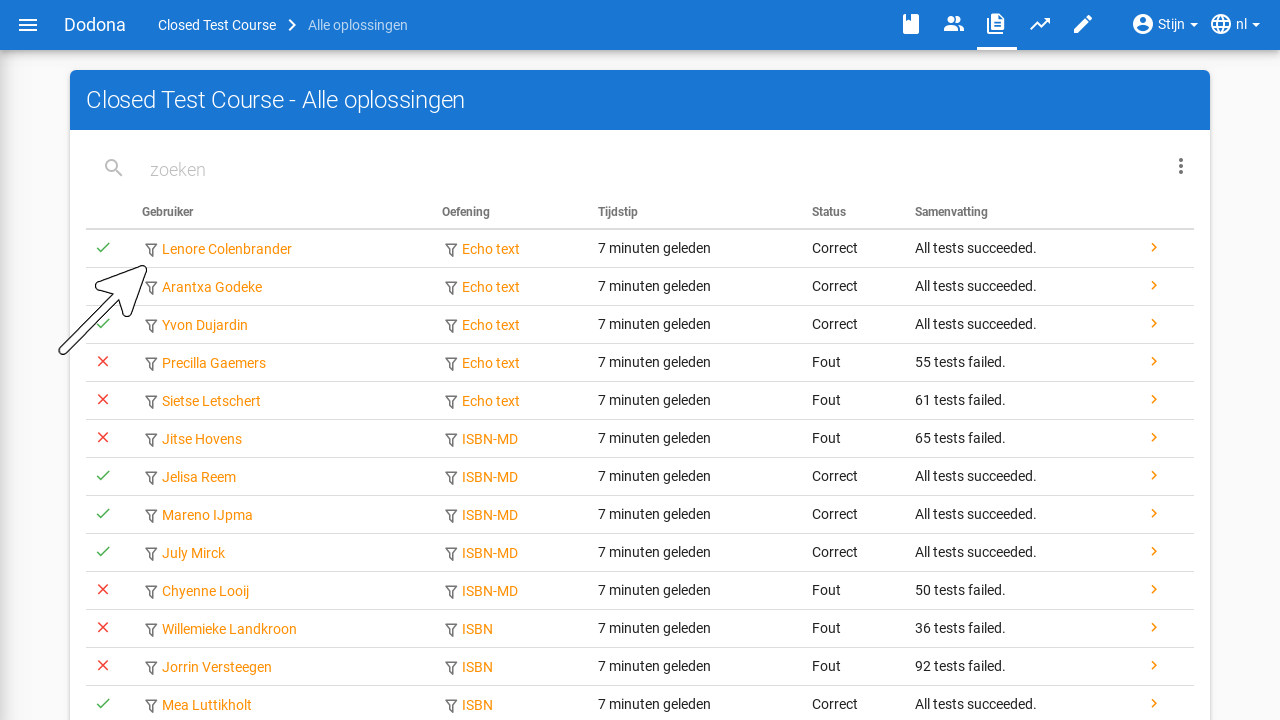 Dodona Closed Test Course Alle oplossingen Stijn nl
Closed Test Course - Alle oplossingen
zoeken
Gebruiker Oefening Tijdstip Status Samenvatting
Lenore Colenbrander Echo text 7 minuten geleden Correct All tests succeeded.
Arantxa Godeke Echo text 7 minuten geleden Correct All tests succeeded.
Yvon Dujardin Echo text 7 minuten geleden Correct All tests succeeded.
Precilla Gaemers Echo text 7 minuten geleden Fout 55 tests failed.
Sietse Letschert Echo text 7 minuten geleden Fout 61 tests failed.
Jitse Hovens ISBN-MD 7 minuten geleden Fout 65 tests failed.
Jelisa Reem ISBN-MD 7 minuten geleden Correct All tests succeeded.
Mareno IJpma ISBN-MD 7 minuten geleden Correct All tests succeeded.
July Mirck ISBN-MD 7 minuten geleden Correct All tests succeeded.
Chyenne Looij ISBN-MD 7 minuten geleden Fout 50 tests failed.
Willemieke Landkroon ISBN 7 minuten geleden Fout 36 tests failed.
Jorrin Versteegen ISBN 7 minuten geleden Fout 92 tests failed.
Mea Luttikholt ISBN 7 minuten geleden Correct All tests succeeded.